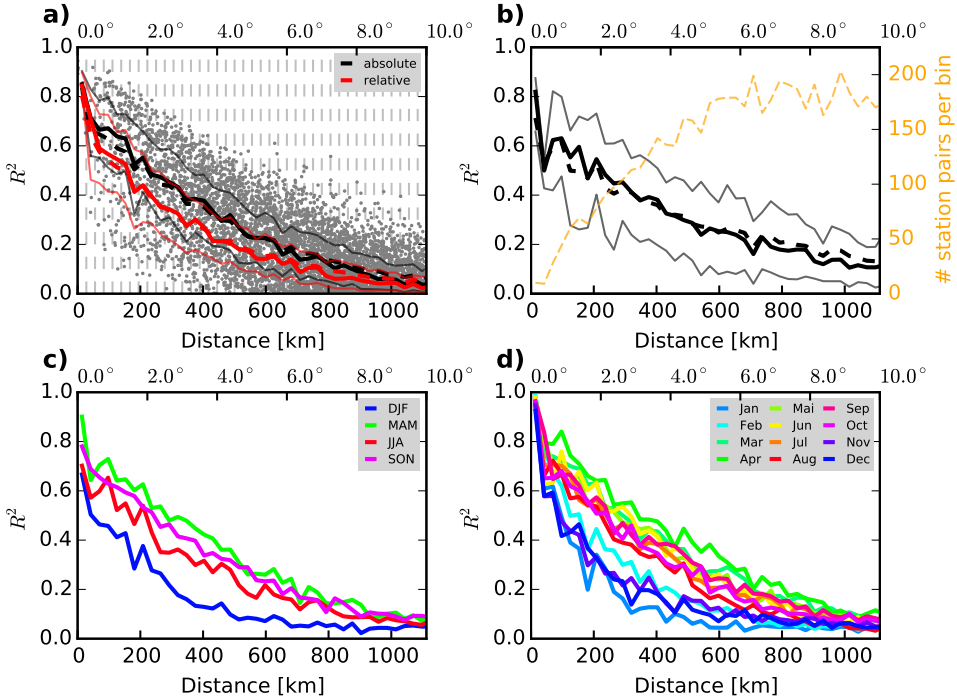 a)
0.0° 2.0° 4.0° 6.0° 8.0° 10.0°
1.0
0.8
0.6
0.4
0.2
0.0
R²
absolute
relative
0 200 400 600 800 1000
Distance [km]
b)
0.0° 2.0° 4.0° 6.0° 8.0° 10.0°
1.0
0.8
0.6
0.4
0.2
0.0
R²
200
150
100
50
0
# station pairs per bin
0 200 400 600 800 1000
Distance [km]
c)
0.0° 2.0° 4.0° 6.0° 8.0° 10.0°
1.0
0.8
0.6
0.4
0.2
0.0
R²
DJF
MAM
JJA
SON
0 200 400 600 800 1000
Distance [km]
d)
0.0° 2.0° 4.0° 6.0° 8.0° 10.0°
1.0
0.8
0.6
0.4
0.2
0.0
R²
Jan Mai Sep
Feb Jun Oct
Mar Jul Nov
Apr Aug Dec
0 200 400 600 800 1000
Distance [km]